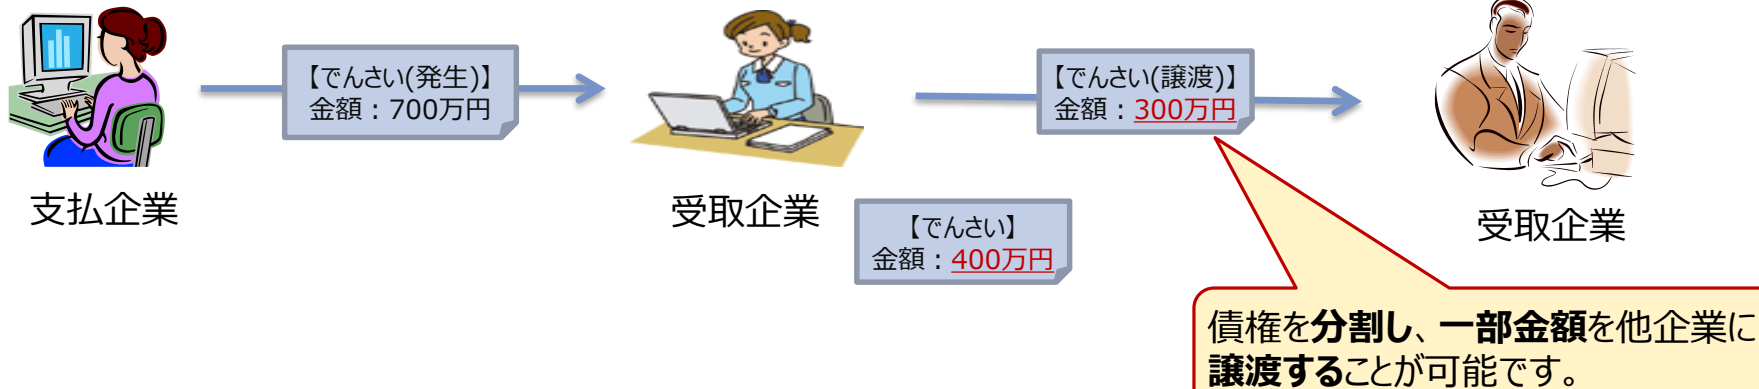 【でんさい(発生)】
金額：700万円
【でんさい(譲渡)】
金額：300万円
支払企業
受取企業
受取企業
【でんさい】
金額：400万円
債権を分割し、一部金額を他企業に
譲渡することが可能です。